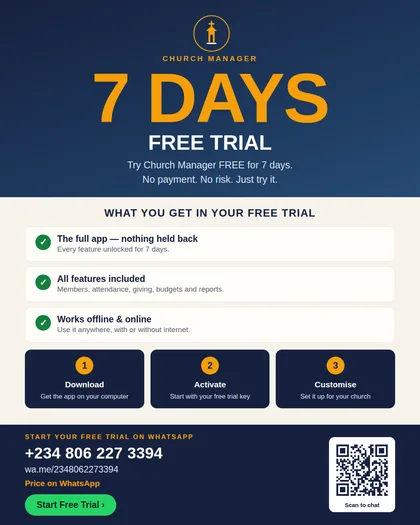 CHURCH MANAGER
7 DAYS
FREE TRIAL
Try Church Manager FREE for 7 days.
No payment. No risk. Just try it.
WHAT YOU GET IN YOUR FREE TRIAL
✓ The full app — nothing held back
Every feature unlocked for 7 days.
✓ All features included
Members, attendance, giving, budgets and reports.
✓ Works offline & online
Use it anywhere, with or without internet.
1
Download
Get the app on your computer
2
Activate
Start with your free trial key
3
Customise
Set it up for your church
START YOUR FREE TRIAL ON WHATSAPP
+234 806 227 3394
wa.me/2348062273394
Price on WhatsApp
Start Free Trial ›
Scan to chat